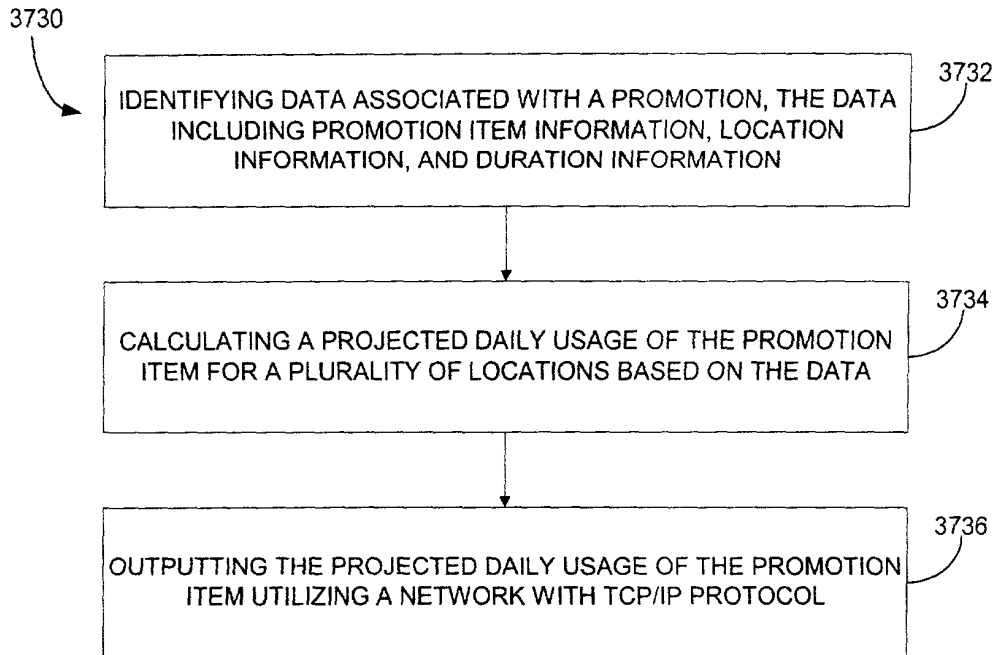 3730
3732
IDENTIFYING DATA ASSOCIATED WITH A PROMOTION, THE DATA
INCLUDING PROMOTION ITEM INFORMATION, LOCATION
INFORMATION, AND DURATION INFORMATION
3734
CALCULATING A PROJECTED DAILY USAGE OF THE PROMOTION
ITEM FOR A PLURALITY OF LOCATIONS BASED ON THE DATA
3736
OUTPUTTING THE PROJECTED DAILY USAGE OF THE PROMOTION
ITEM UTILIZING A NETWORK WITH TCP/IP PROTOCOL